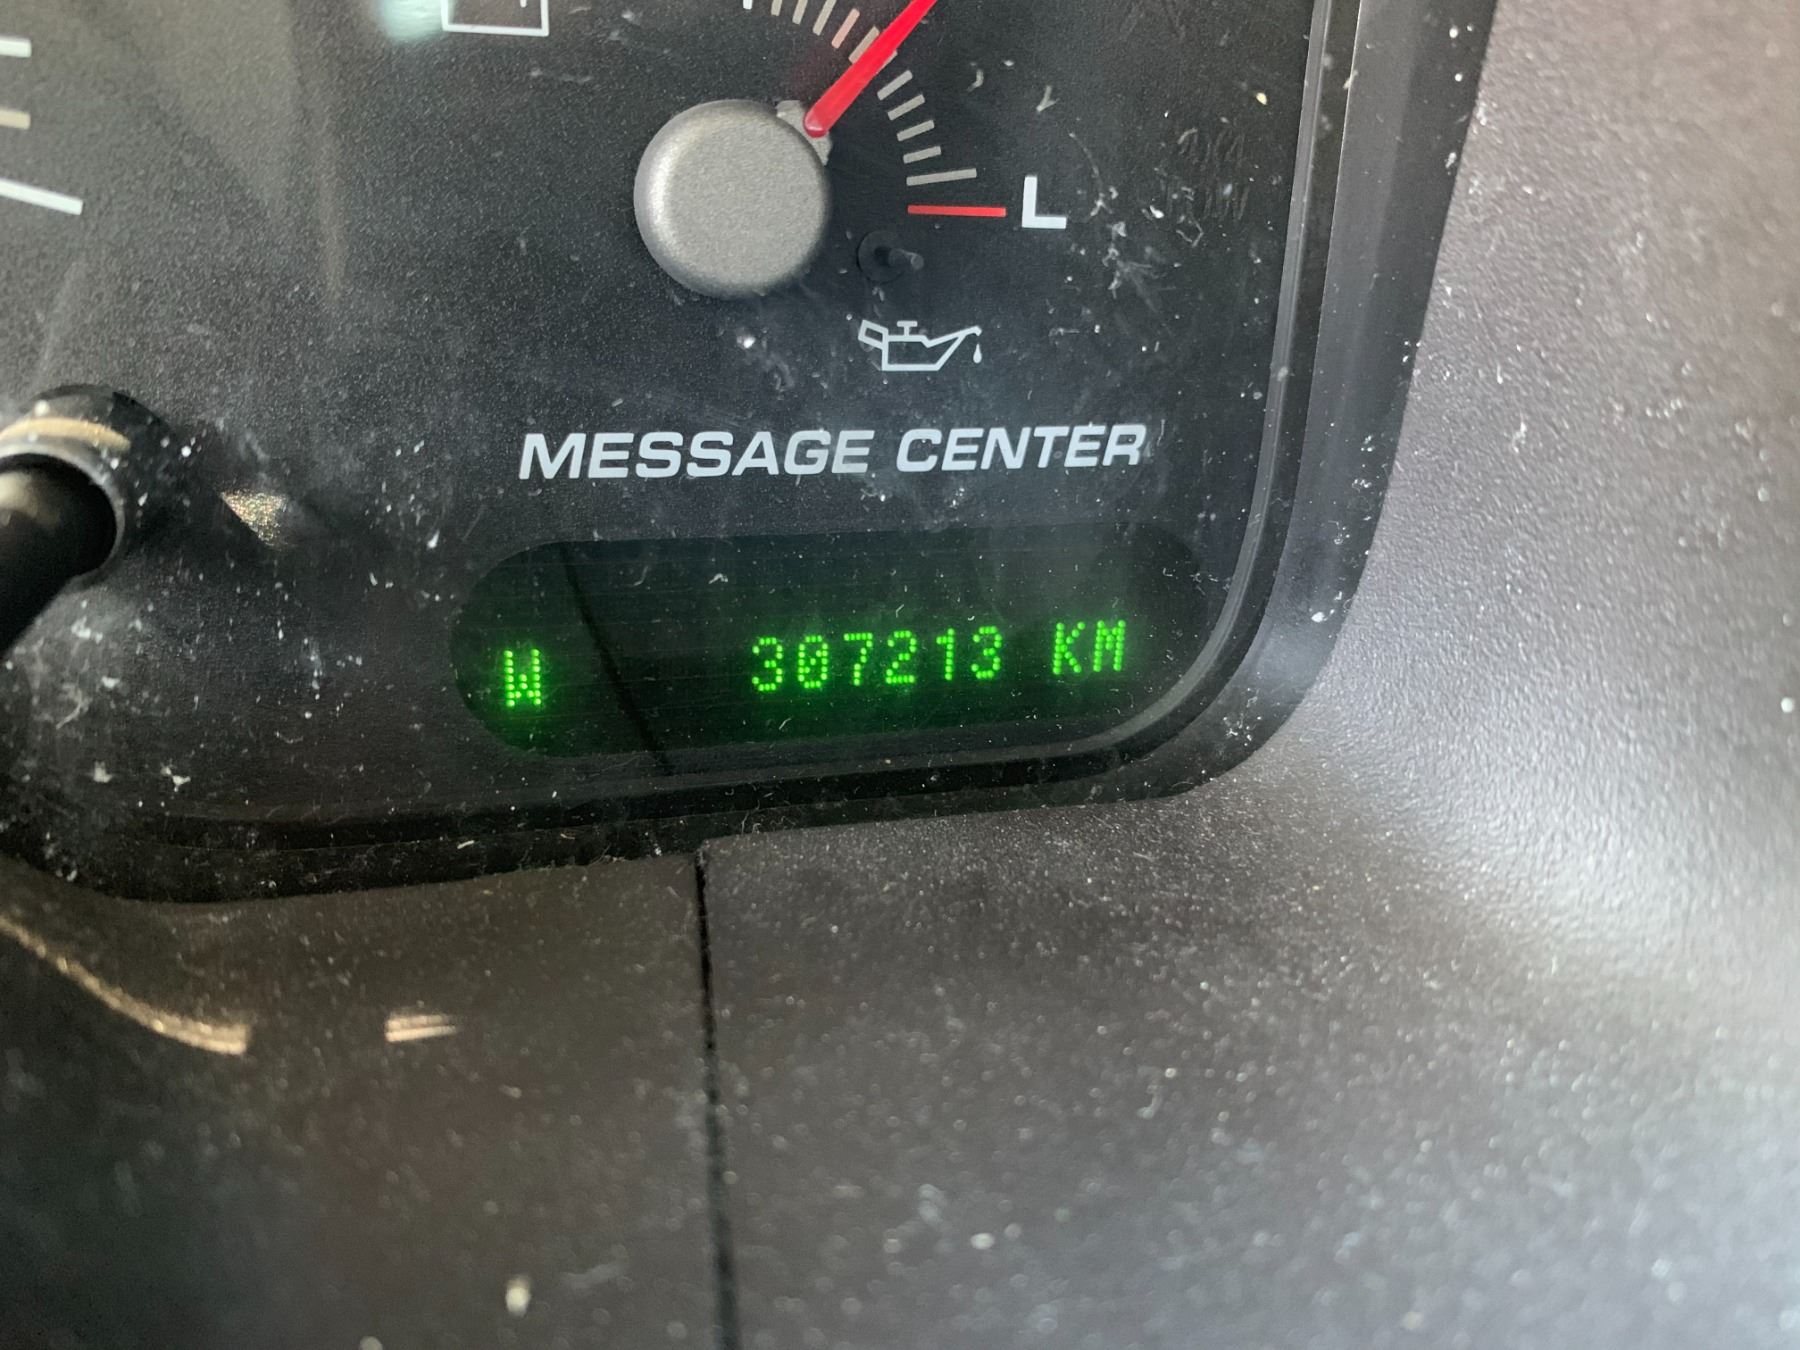 L
MESSAGE CENTER
W 307213 KM